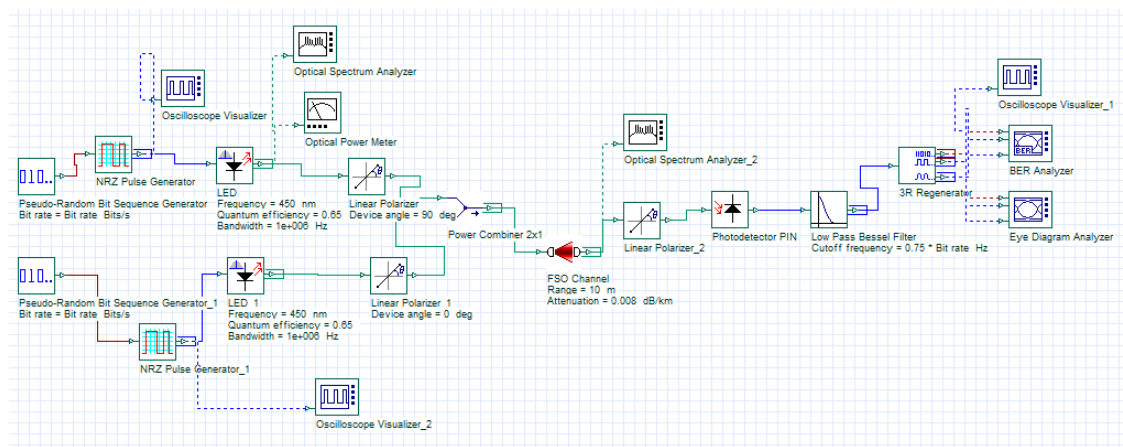 Optical Spectrum Analyzer
Oscilloscope Visualizer
Optical Power Meter
Oscilloscope Visualizer_1
Optical Spectrum Analyzer_2
010..
NRZ Pulse Generator
Pseudo-Random Bit Sequence Generator
Bit rate = Bit rate Bits/s
LED
Frequency = 450 nm
Quantum efficiency = 0.65
Bandwidth = 1e+006 Hz
Linear Polarizer
Device angle = 90 deg
Power Combiner 2x1
3R Regenerator
BER
BER Analyzer
Linear Polarizer_2
Photodetector PIN
Low Pass Bessel Filter
Cutoff frequency = 0.75 * Bit rate Hz
Eye Diagram Analyzer
FSO Channel
Range = 10 m
Attenuation = 0.008 dB/km
010..
Pseudo-Random Bit Sequence Generator_1
Bit rate = Bit rate Bits/s
LED_1
Frequency = 450 nm
Quantum efficiency = 0.65
Bandwidth = 1e+006 Hz
Linear Polarizer_1
Device angle = 0 deg
NRZ Pulse Generator_1
Oscilloscope Visualizer_2